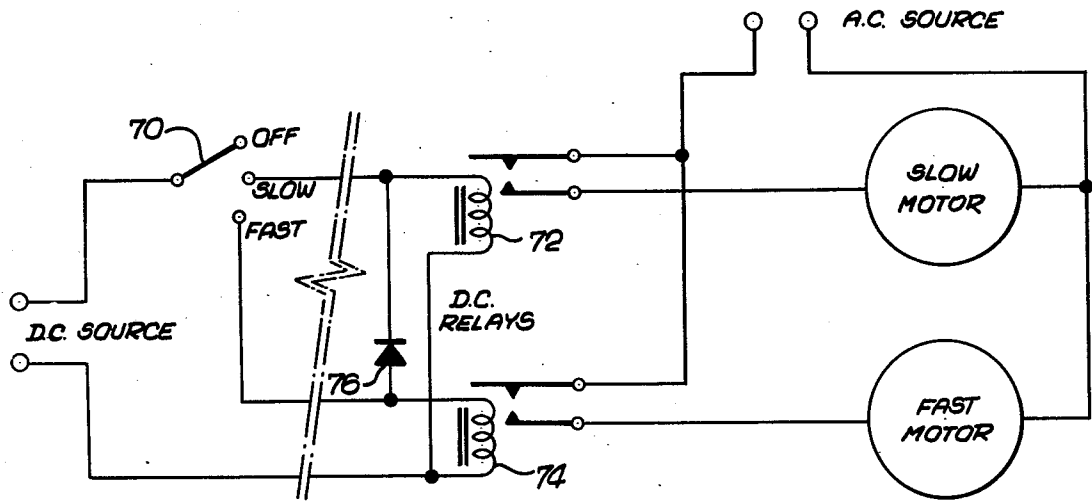 A.C. SOURCE
70
OFF
SLOW
FAST
72
SLOW
MOTOR
D.C. SOURCE
D.C.
RELAYS
76
74
FAST
MOTOR